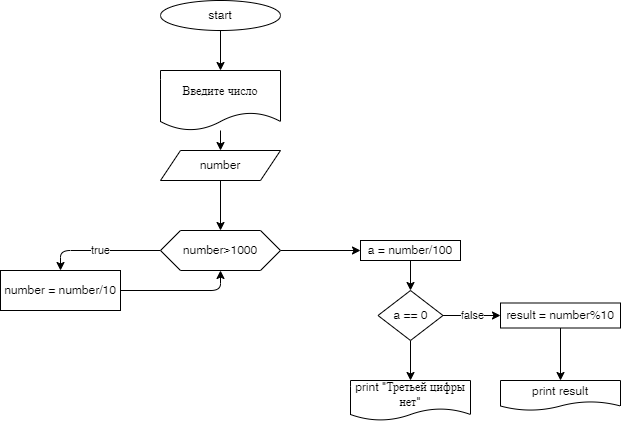 start
Введите число
number
number>1000
true
number = number/10
a = number/100
a == 0
false
result = number%10
print "Третьей цифры
нет"
print result